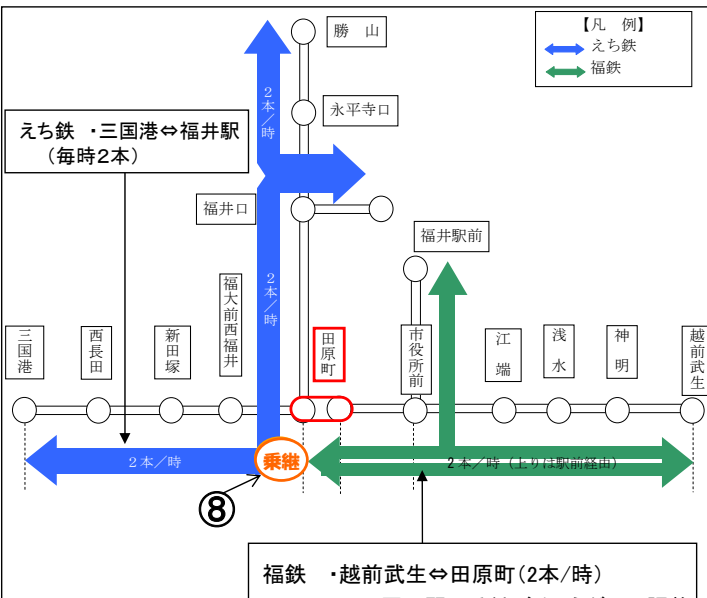 【凡　例】
えち鉄
福鉄
勝　山
永平寺口
えち鉄　・三国港⇔福井駅
（毎時2本）
2本／時
福井口
福井駅前
2本／時
三国港
西長田
新田塚
福大前西福井
田原町
市役所前
江　端
浅　水
神　明
越前武生
2本／時
乗継
2本／時（上りは駅前経由）
⑧
福鉄　・越前武生⇔田原町(2本/時)